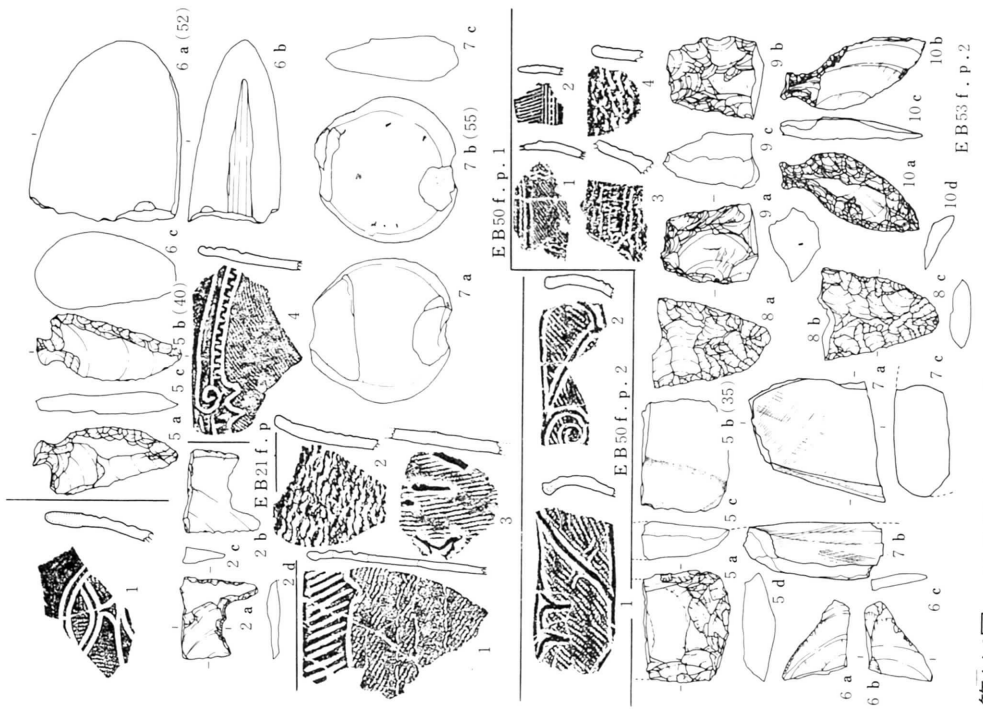 1
5a
5c
5b(40)
6c
6a(52)
6b
2a
2c
2b
2d
EB21f.p
1
2
3
4
7a
7b(55)
7c
EB50f.p.1
1
2
EB50f.p.2
1
2
3
4
5a
5c
5b(35)
5d
6a
6b
6c
7b
7a
7c
8a
8b
8c
9a
9c
9b
10a
10c
10b
10d
EB53f.p.2